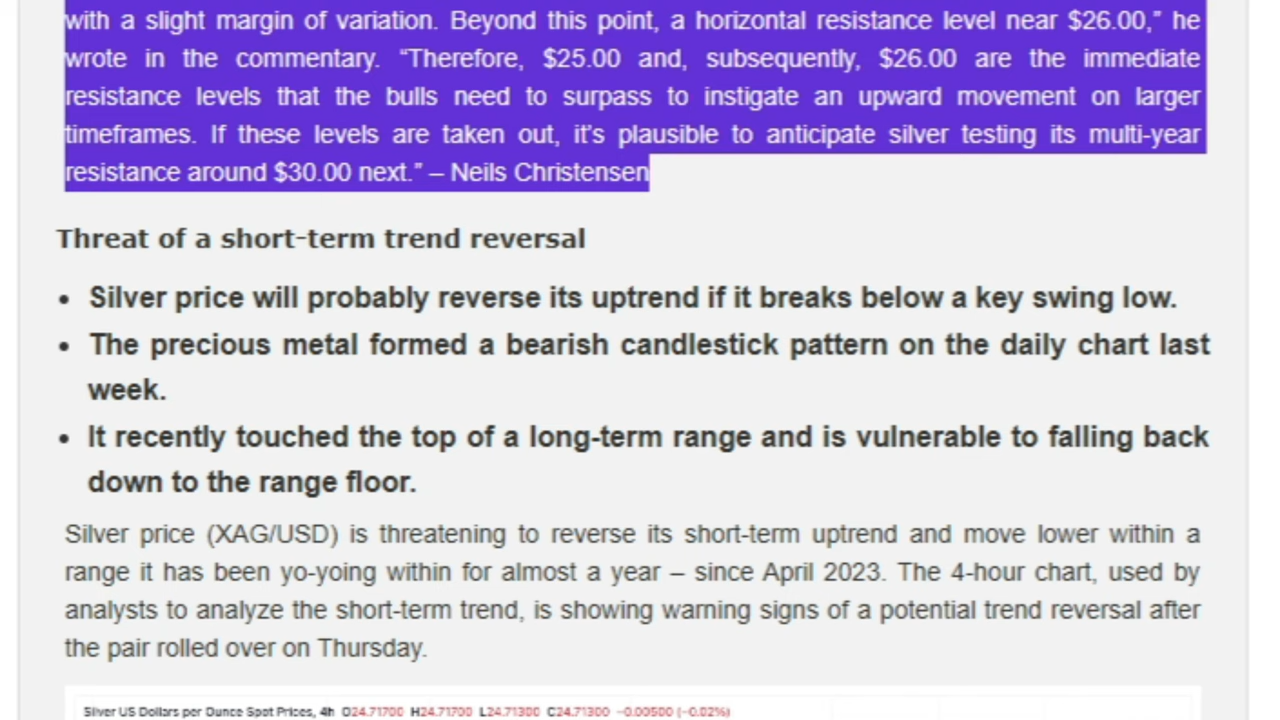 with a slight margin of variation. Beyond this point, a horizontal resistance level near $26.00,” he
wrote in the commentary. “Therefore, $25.00 and, subsequently, $26.00 are the immediate
resistance levels that the bulls need to surpass to instigate an upward movement on larger
timeframes. If these levels are taken out, it's plausible to anticipate silver testing its multi-year
resistance around $30.00 next.” – Neils Christensen
Threat of a short-term trend reversal
• Silver price will probably reverse its uptrend if it breaks below a key swing low.
• The precious metal formed a bearish candlestick pattern on the daily chart last
week.
• It recently touched the top of a long-term range and is vulnerable to falling back
down to the range floor.
Silver price (XAG/USD) is threatening to reverse its short-term uptrend and move lower within a
range it has been yo-yoing within for almost a year – since April 2023. The 4-hour chart, used by
analysts to analyze the short-term trend, is showing warning signs of a potential trend reversal after
the pair rolled over on Thursday.
Silver US Dollars per Ounce Spot Prices, 4h O24.71700 H24.71700 L24.71300 C24.71300 −0.00500 (−0.02%)